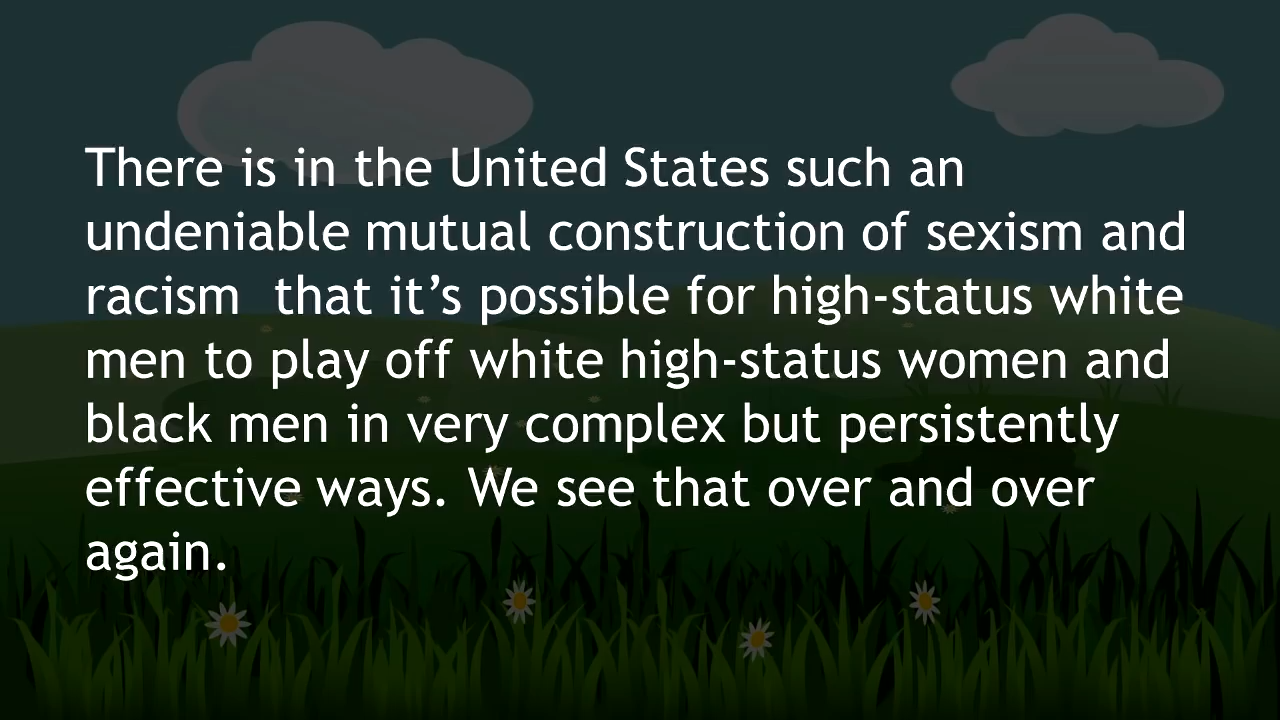 There is in the United States such an
undeniable mutual construction of sexism and
racism  that it’s possible for high-status white
men to play off white high-status women and
black men in very complex but persistently
effective ways. We see that over and over
again.